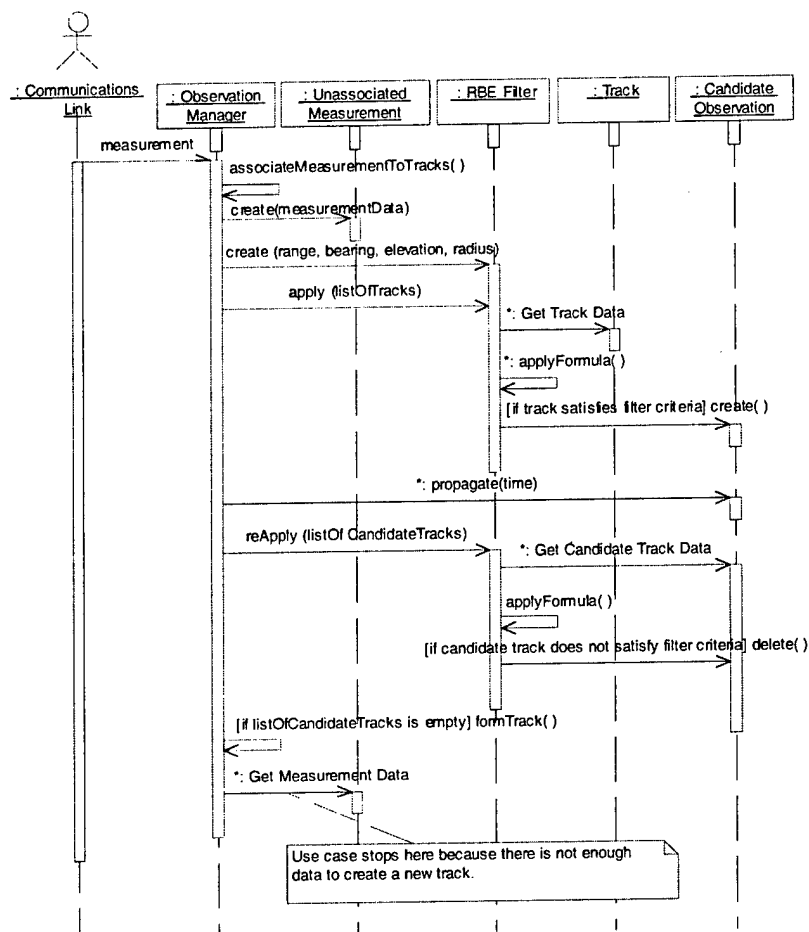 : Communications
Link
: Observation
Manager
: Unassociated
Measurement
: RBE Filter
: Track
: Candidate
Observation
measurement
associateMeasurementToTracks( )
create(measurementData)
create (range, bearing, elevation, radius)
apply (listOfTracks)
*: Get Track Data
*: applyFormula( )
[if track satisfies filter criteria] create( )
*: propagate(time)
reApply (listOf CandidateTracks)
*: Get Candidate Track Data
applyFormula( )
[if candidate track does not satisfy filter criteria] delete( )
[if listOfCandidateTracks is empty] formTrack( )
*: Get Measurement Data
Use case stops here because there is not enough
data to create a new track.